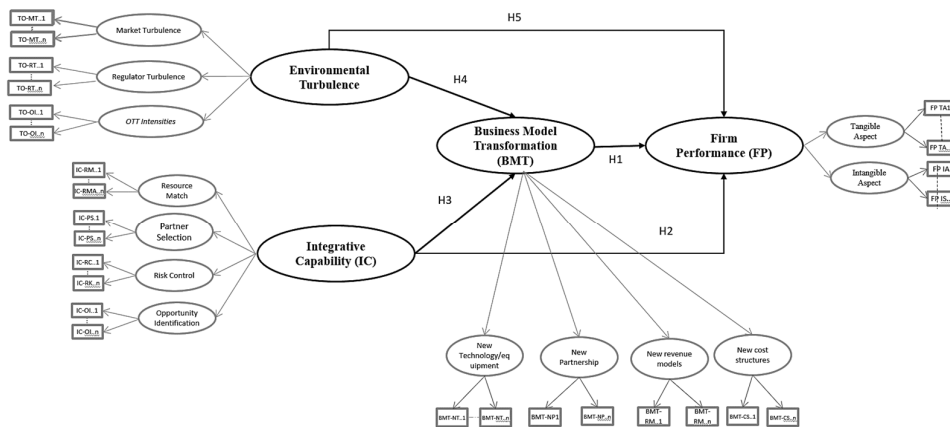 TO-MT..1
TO-MT..n
Market Turbulence
TO-RT..1
TO-RT..n
Regulator Turbulence
TO-OI..1
TO-OI..n
OTT Intensities
Environmental
Turbulence
H5
H4
Business Model
Transformation
(BMT)
H1
Firm
Performance (FP)
Tangible
Aspect
Intangible
Aspect
FP TA1
FP TA..n
FP IA
FP IS..n
H3
H2
IC-RM..1
IC-RMA..n
Resource
Match
IC-PS.1
IC-PS..n
Partner
Selection
IC-RC..1
IC-RK..n
Risk Control
IC-OI..1
IC-OI..n
Opportunity
Identification
Integrative
Capability (IC)
New
Technology/eq
uipment
New
Partnership
New revenue
models
New cost
structures
BMT-NT..1
BMT-NT..n
BMT-NP1
BMT-NP..n
BMT-
RM..1
BMT-
RM..n
BMT-CS..1
BMT-CS..n